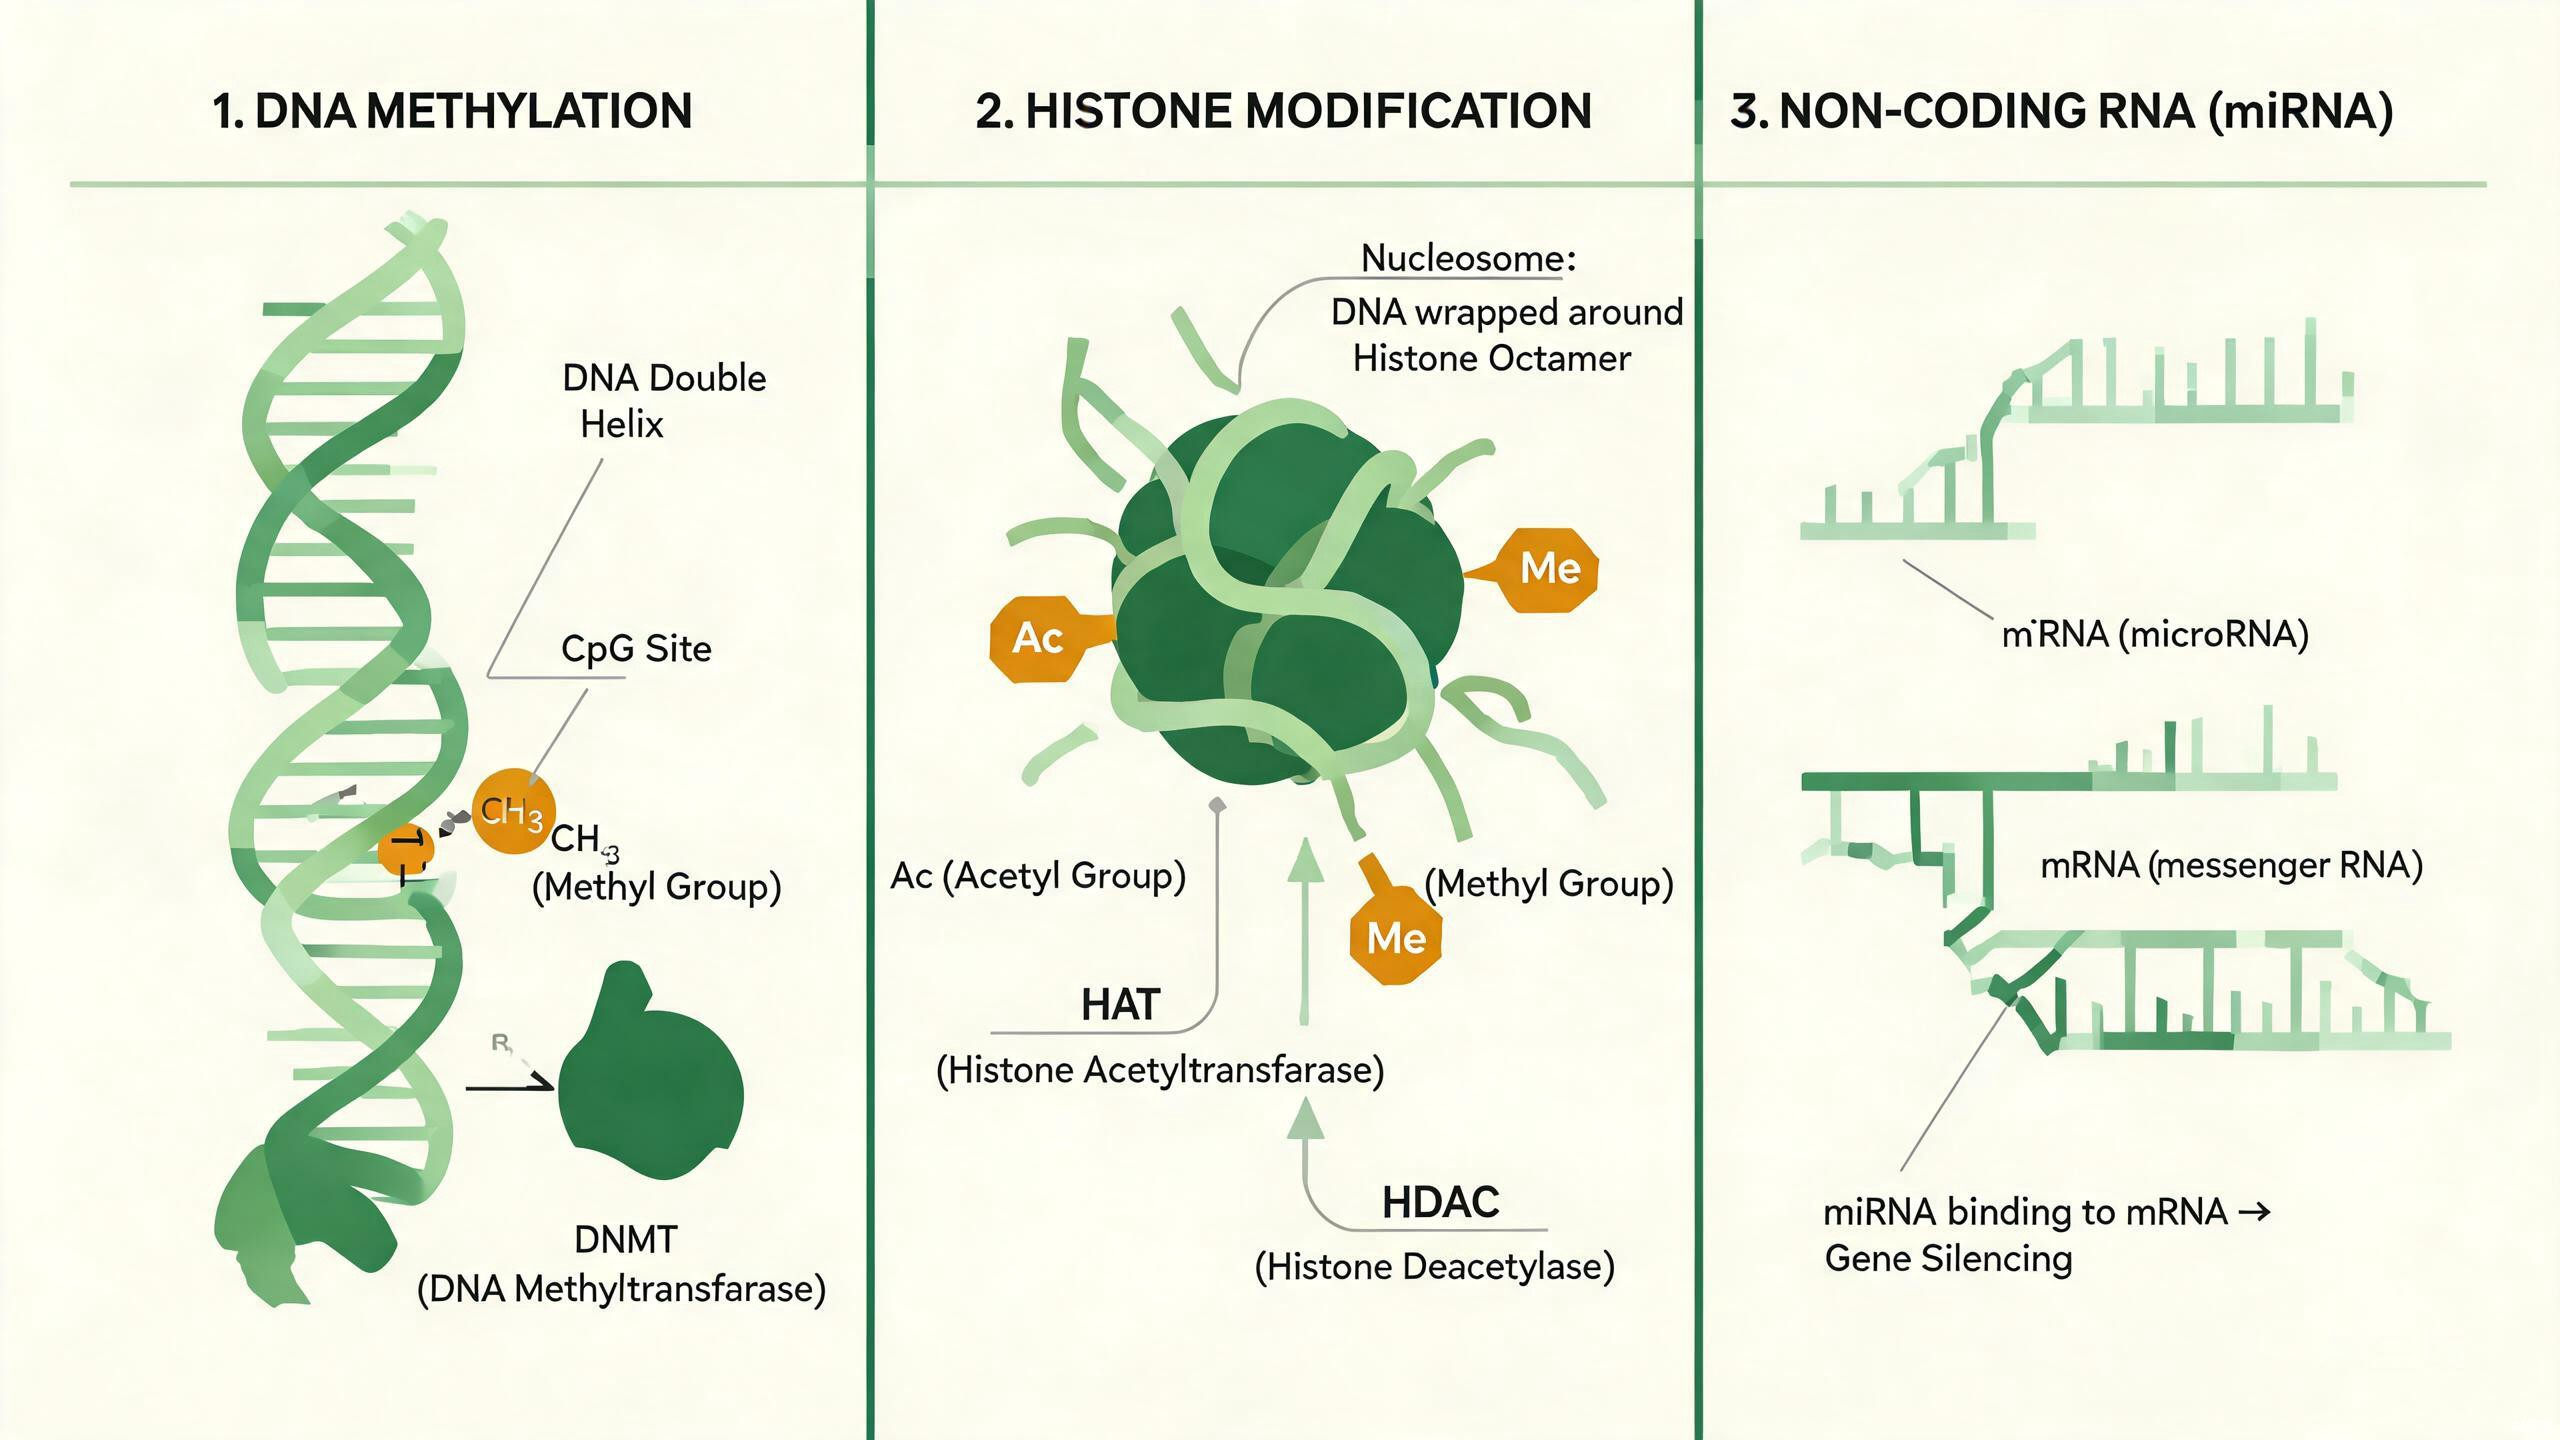 1. DNA METHYLATION
DNA Double
Helix
CpG Site
CH3
CH3
(Methyl Group)
R
DNMT
(DNA Methyltransfarase)
2. HISTONE MODIFICATION
Nucleosome:
DNA wrapped around
Histone Octamer
Me
Ac
Ac (Acetyl Group)
(Methyl Group)
Me
HAT
(Histone Acetyltransfarase)
HDAC
(Histone Deacetylase)
3. NON-CODING RNA (miRNA)
m'RNA (microRNA)
mRNA (messenger RNA)
miRNA binding to mRNA →
Gene Silencing